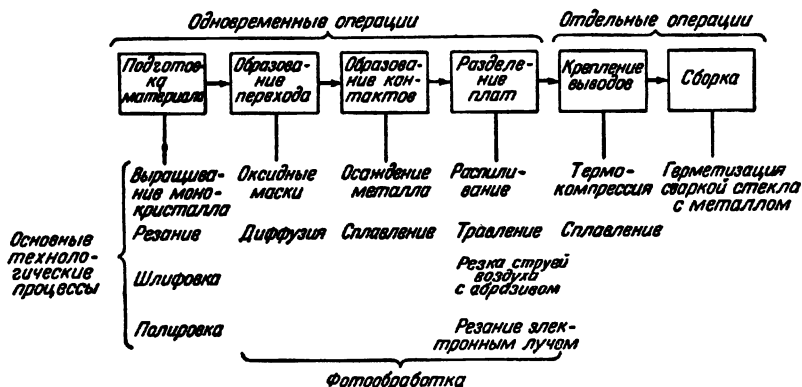 Одновременные операции
Отдельные операции
Подготов-
ка
материала
Образова-
ние
перехода
Образова-
ние кон-
тактов
Разделе-
ние
плат
Крепление
выводов
Сборка
Выращива-
ние моно-
кристалла
Резание
Шлифовка
Полировка
Оксидные
маски
Диффузия
Осаждение
металла
Сплавление
Распили-
вание
Травление
Резка струей
воздуха
с абразивом
Резание элек-
тронным лучом
Термо-
компрессия
Сплавление
Герметизация
сваркой стекла
с металлом
Основные
техноло-
гические
процессы
Фотообработка